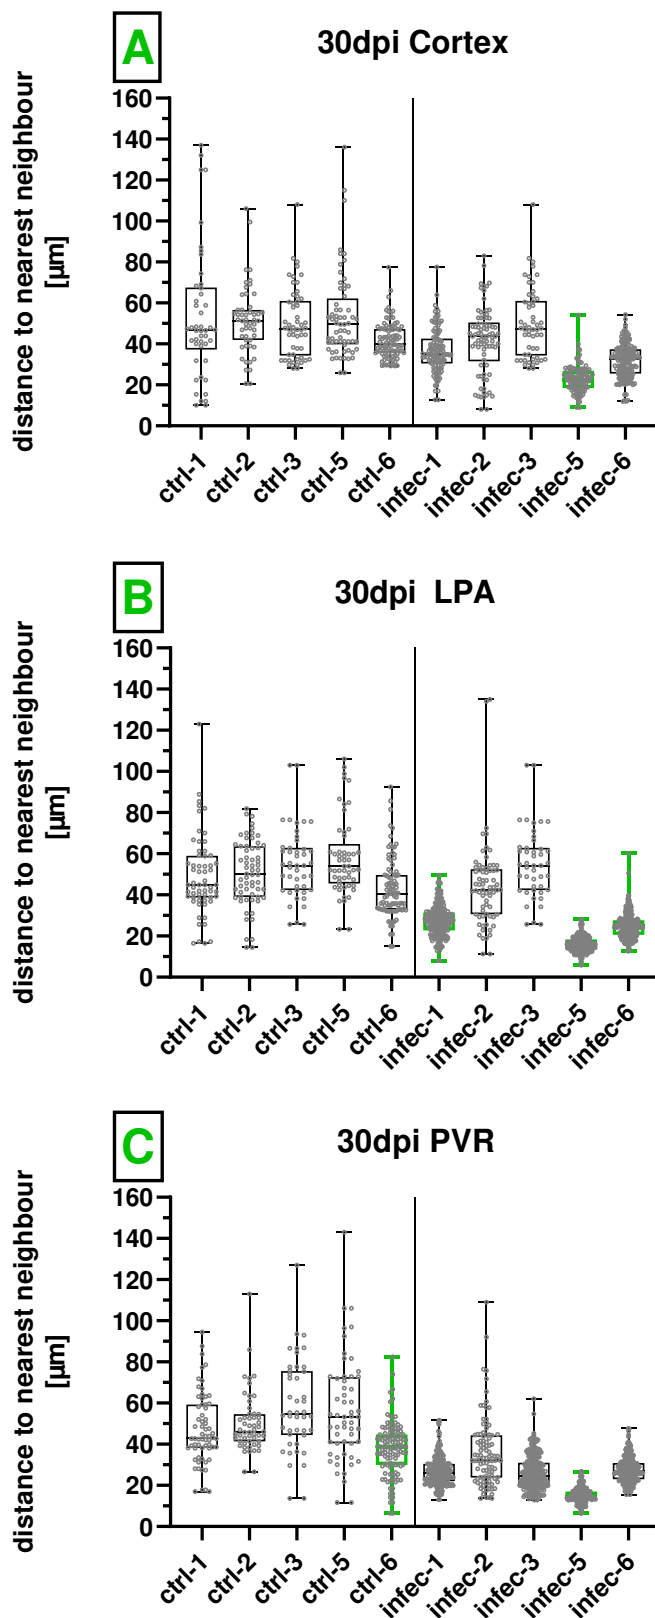 A
30dpi Cortex
distance to nearest neighbour
[µm]
160
140
120
100
80
60
40
20
0
ctrl-1
ctrl-2
ctrl-3
ctrl-5
ctrl-6
infec-1
infec-2
infec-3
infec-5
infec-6
B
30dpi LPA
distance to nearest neighbour
[µm]
160
140
120
100
80
60
40
20
0
ctrl-1
ctrl-2
ctrl-3
ctrl-5
ctrl-6
infec-1
infec-2
infec-3
infec-5
infec-6
C
30dpi PVR
distance to nearest neighbour
[µm]
160
140
120
100
80
60
40
20
0
ctrl-1
ctrl-2
ctrl-3
ctrl-5
ctrl-6
infec-1
infec-2
infec-3
infec-5
infec-6